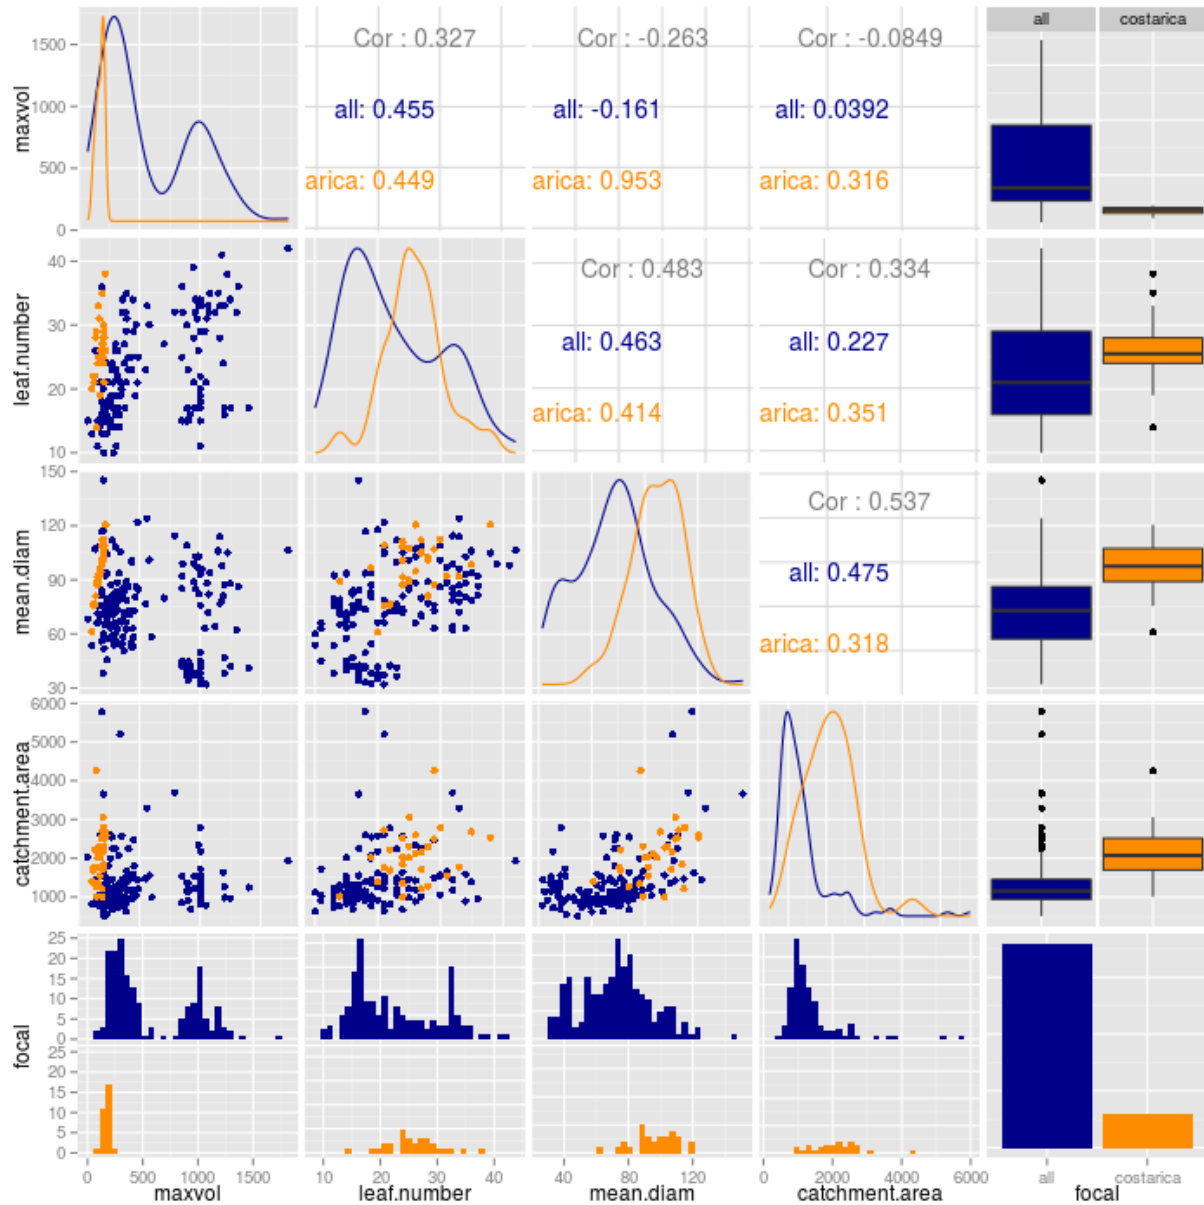 all costarica
maxvol
1500
1000
500
0
Cor : 0.327
all: 0.455
arica: 0.449
Cor : -0.263
all: -0.161
arica: 0.953
Cor : -0.0849
all: 0.0392
arica: 0.316
leaf.number
40
30
20
10
Cor : 0.483
all: 0.463
arica: 0.414
Cor : 0.334
all: 0.227
arica: 0.351
mean.diam
150
120
90
60
30
Cor : 0.537
all: 0.475
arica: 0.318
catchment.area
6000
5000
4000
3000
2000
1000
focal
25
20
15
10
5
0
25
20
15
10
5
0
0 500 1000 1500
10 20 30 40
40 80 120
0 2000 4000 6000
all costarica
maxvol leaf.number mean.diam catchment.area focal